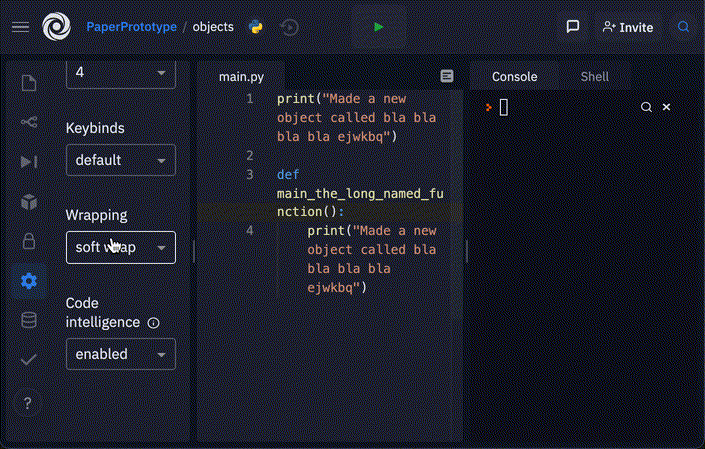 PaperPrototype / objects
Invite
4
Keybinds
default
Wrapping
soft wrap
Code
intelligence
enabled
?
main.py
1 print("Made a new
object called bla bla
bla bla ejwkbq")
2
3 def
main_the_long_named_fu
nction():
4 print("Made a new
object called bla
bla bla bla
ejwkbq")
Console
Shell